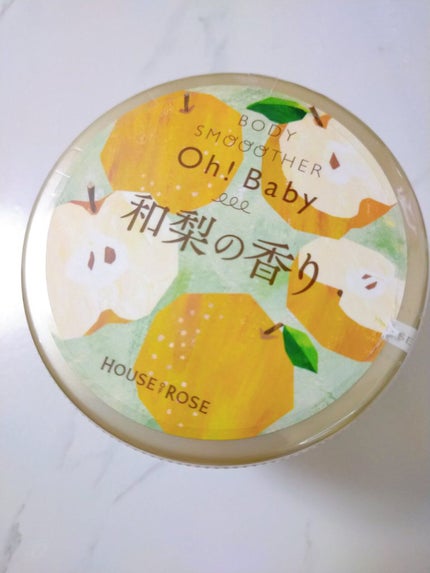 BODY
SMOOOTHER
Oh! Baby
和梨の香り
HOUSE OF ROSE